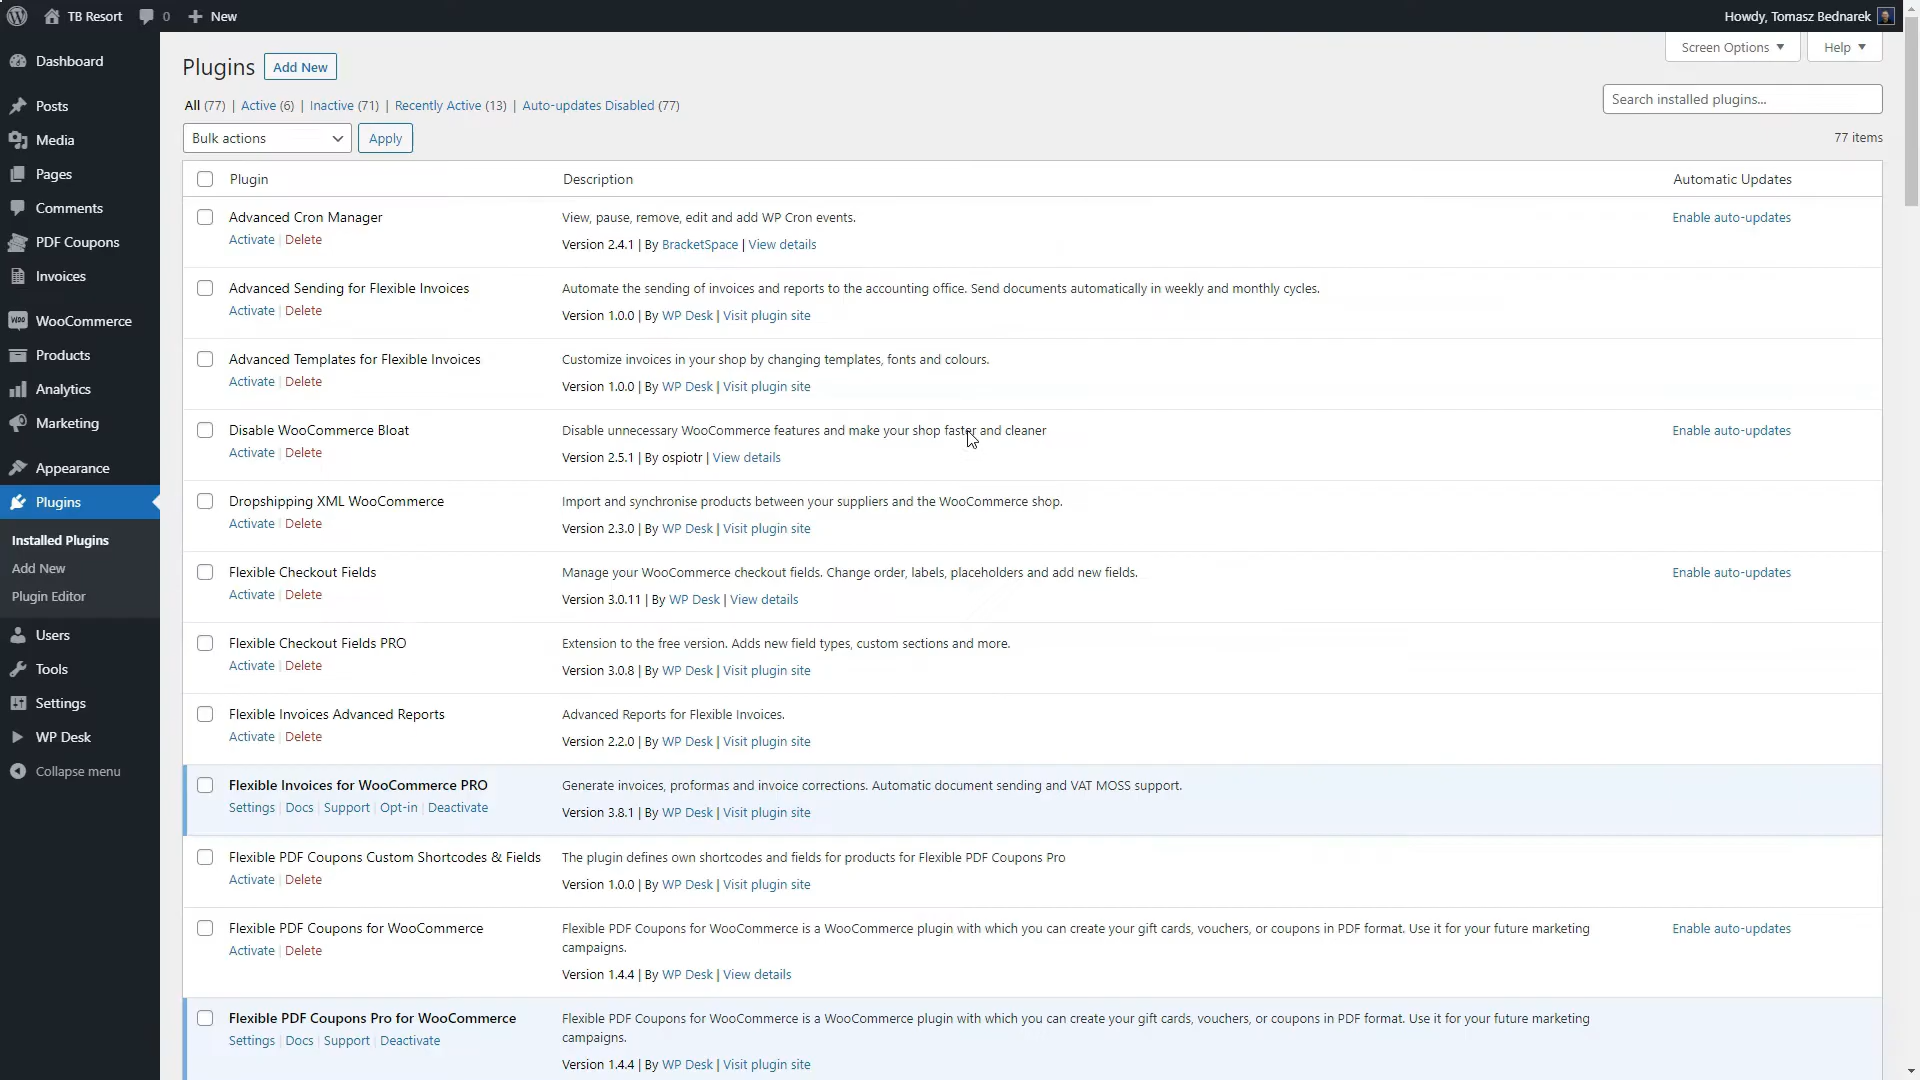 TB Resort 0 New Howdy, Tomasz Bednarek
Screen Options Help
Dashboard
Posts
Media
Pages
Comments
PDF Coupons
Invoices
Woo WooCommerce
Products
Analytics
Marketing
Appearance
Plugins
Installed Plugins
Add New
Plugin Editor
Users
Tools
Settings
WP Desk
Collapse menu
Plugins Add New
All (77) | Active (6) | Inactive (71) | Recently Active (13) | Auto-updates Disabled (77)
Search installed plugins...
Bulk actions Apply
77 items
Plugin Description Automatic Updates
Advanced Cron Manager
Activate | Delete
View, pause, remove, edit and add WP Cron events.
Version 2.4.1 | By BracketSpace | View details
Enable auto-updates
Advanced Sending for Flexible Invoices
Activate | Delete
Automate the sending of invoices and reports to the accounting office. Send documents automatically in weekly and monthly cycles.
Version 1.0.0 | By WP Desk | Visit plugin site
Advanced Templates for Flexible Invoices
Activate | Delete
Customize invoices in your shop by changing templates, fonts and colours.
Version 1.0.0 | By WP Desk | Visit plugin site
Disable WooCommerce Bloat
Activate | Delete
Disable unnecessary WooCommerce features and make your shop faster and cleaner
Version 2.5.1 | By ospiotr | View details
Enable auto-updates
Dropshipping XML WooCommerce
Activate | Delete
Import and synchronise products between your suppliers and the WooCommerce shop.
Version 2.3.0 | By WP Desk | Visit plugin site
Flexible Checkout Fields
Activate | Delete
Manage your WooCommerce checkout fields. Change order, labels, placeholders and add new fields.
Version 3.0.11 | By WP Desk | View details
Enable auto-updates
Flexible Checkout Fields PRO
Activate | Delete
Extension to the free version. Adds new field types, custom sections and more.
Version 3.0.8 | By WP Desk | Visit plugin site
Flexible Invoices Advanced Reports
Activate | Delete
Advanced Reports for Flexible Invoices.
Version 2.2.0 | By WP Desk | Visit plugin site
Flexible Invoices for WooCommerce PRO
Settings | Docs | Support | Opt-in | Deactivate
Generate invoices, proformas and invoice corrections. Automatic document sending and VAT MOSS support.
Version 3.8.1 | By WP Desk | Visit plugin site
Flexible PDF Coupons Custom Shortcodes & Fields
Activate | Delete
The plugin defines own shortcodes and fields for products for Flexible PDF Coupons Pro
Version 1.0.0 | By WP Desk | Visit plugin site
Flexible PDF Coupons for WooCommerce
Activate | Delete
Flexible PDF Coupons for WooCommerce is a WooCommerce plugin with which you can create your gift cards, vouchers, or coupons in PDF format. Use it for your future marketing
campaigns.
Version 1.4.4 | By WP Desk | View details
Enable auto-updates
Flexible PDF Coupons Pro for WooCommerce
Settings | Docs | Support | Deactivate
Flexible PDF Coupons for WooCommerce is a WooCommerce plugin with which you can create your gift cards, vouchers, or coupons in PDF format. Use it for your future marketing
campaigns.
Version 1.4.4 | By WP Desk | Visit plugin site